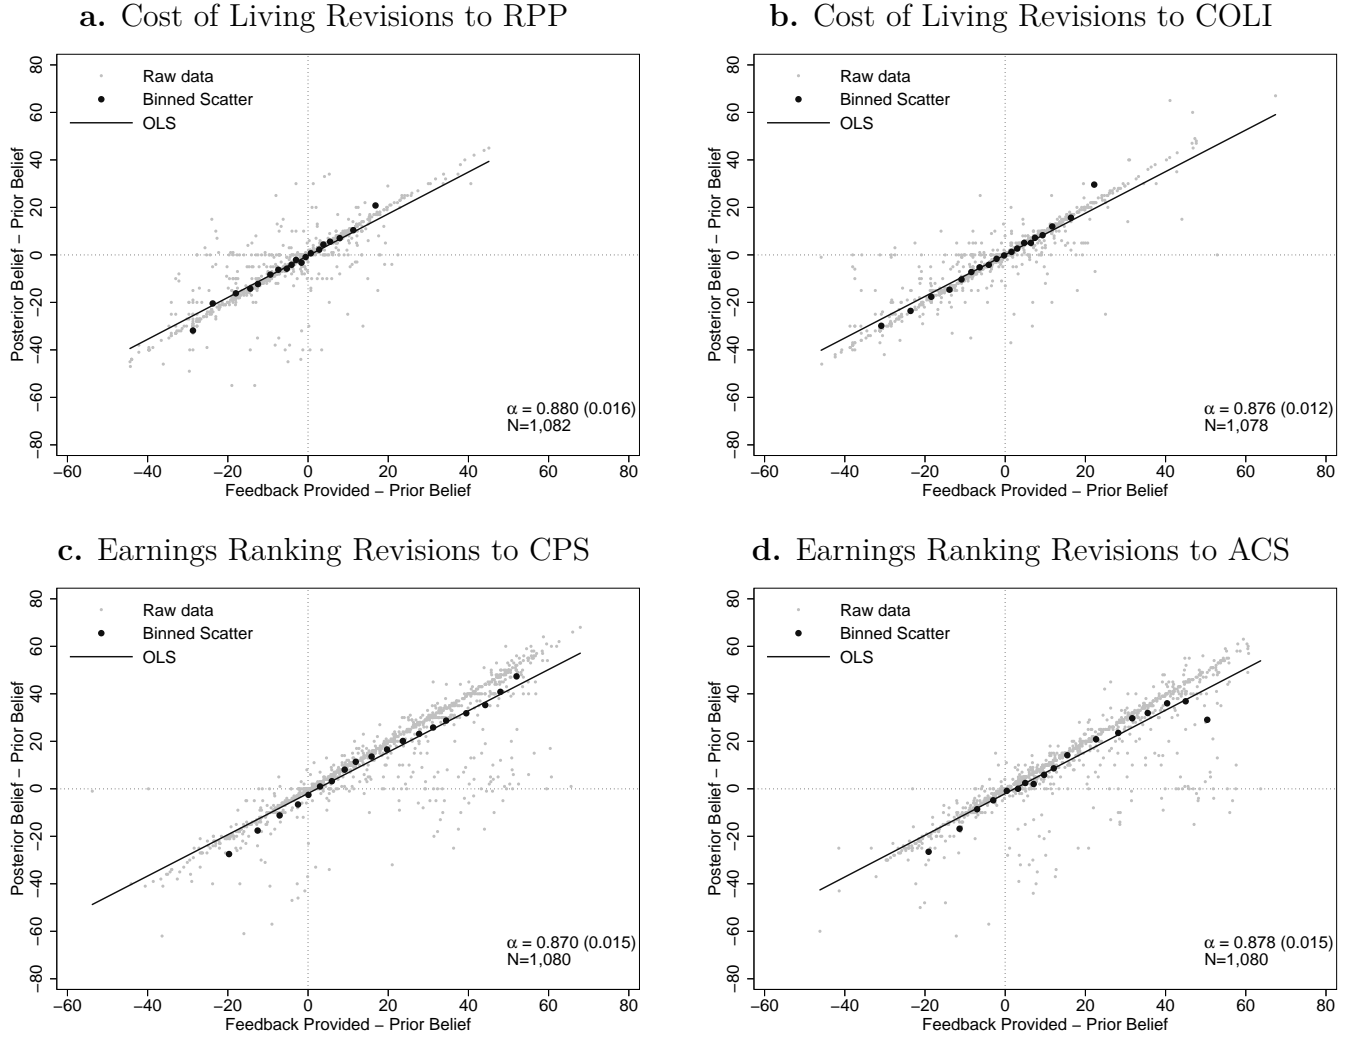 a. Cost of Living Revisions to RPP
80
60
40
20
0
−20
−40
−60
−80
Posterior Belief − Prior Belief
Raw data
Binned Scatter
OLS
α = 0.880 (0.016)
N=1,082
−60 −40 −20 0 20 40 60 80
Feedback Provided − Prior Belief
b. Cost of Living Revisions to COLI
80
60
40
20
0
−20
−40
−60
−80
Posterior Belief − Prior Belief
Raw data
Binned Scatter
OLS
α = 0.876 (0.012)
N=1,078
−60 −40 −20 0 20 40 60 80
Feedback Provided − Prior Belief
c. Earnings Ranking Revisions to CPS
80
60
40
20
0
−20
−40
−60
−80
Posterior Belief − Prior Belief
Raw data
Binned Scatter
OLS
α = 0.870 (0.015)
N=1,080
−60 −40 −20 0 20 40 60 80
Feedback Provided − Prior Belief
d. Earnings Ranking Revisions to ACS
80
60
40
20
0
−20
−40
−60
−80
Posterior Belief − Prior Belief
Raw data
Binned Scatter
OLS
α = 0.878 (0.015)
N=1,080
−60 −40 −20 0 20 40 60 80
Feedback Provided − Prior Belief